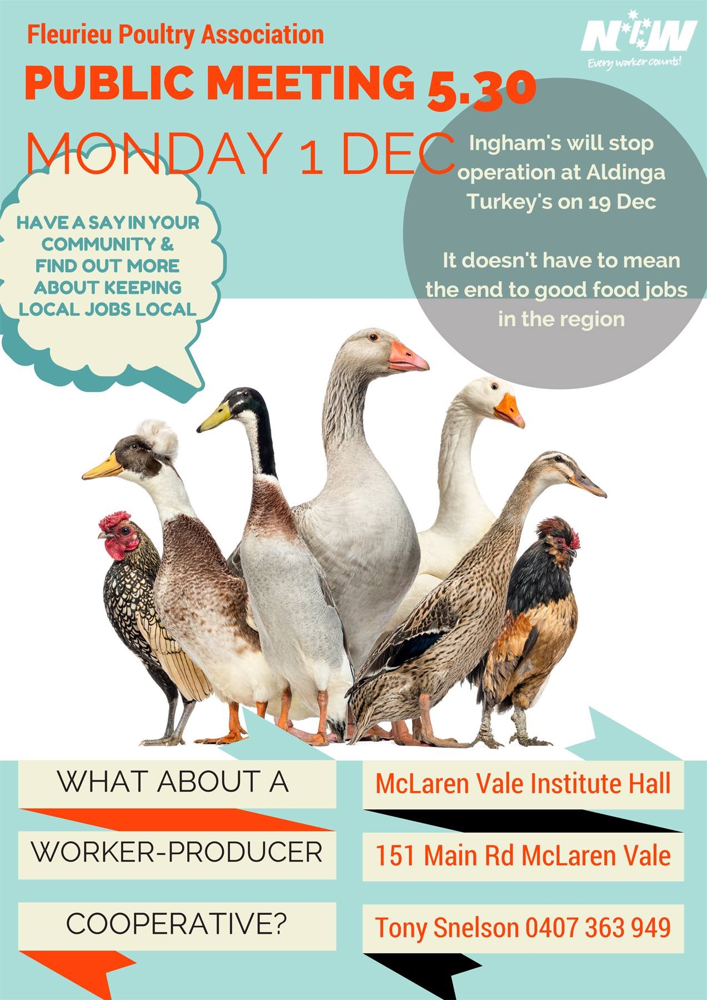 Fleurieu Poultry Association
NUW
Every worker counts!
PUBLIC MEETING 5.30
MONDAY 1 DEC
Ingham's will stop
operation at Aldinga
Turkey's on 19 Dec
It doesn't have to mean
the end to good food jobs
in the region
HAVE A SAY IN YOUR
COMMUNITY &
FIND OUT MORE
ABOUT KEEPING
LOCAL JOBS LOCAL
WHAT ABOUT A
WORKER-PRODUCER
COOPERATIVE?
McLaren Vale Institute Hall
151 Main Rd McLaren Vale
Tony Snelson 0407 363 949